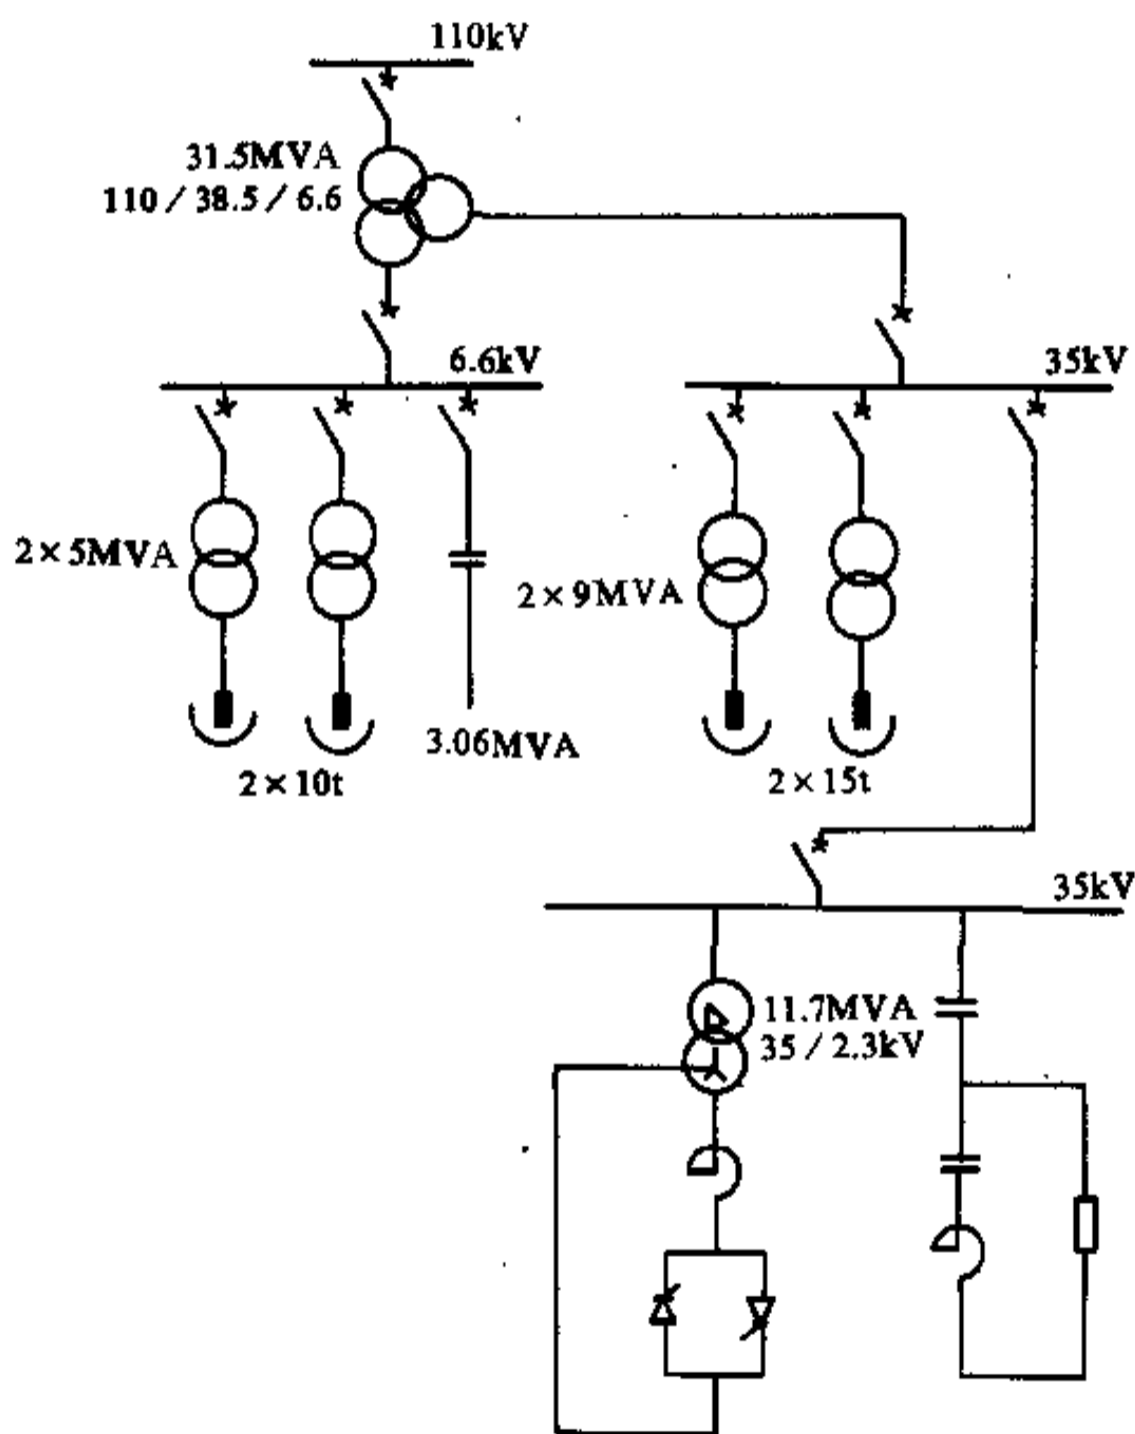 110kV
31.5MVA
110 / 38.5 / 6.6
6.6kV
35kV
2 × 5MVA
2 × 9MVA
3.06MVA
2 × 10t
2 × 15t
35kV
11.7MVA
35 / 2.3kV